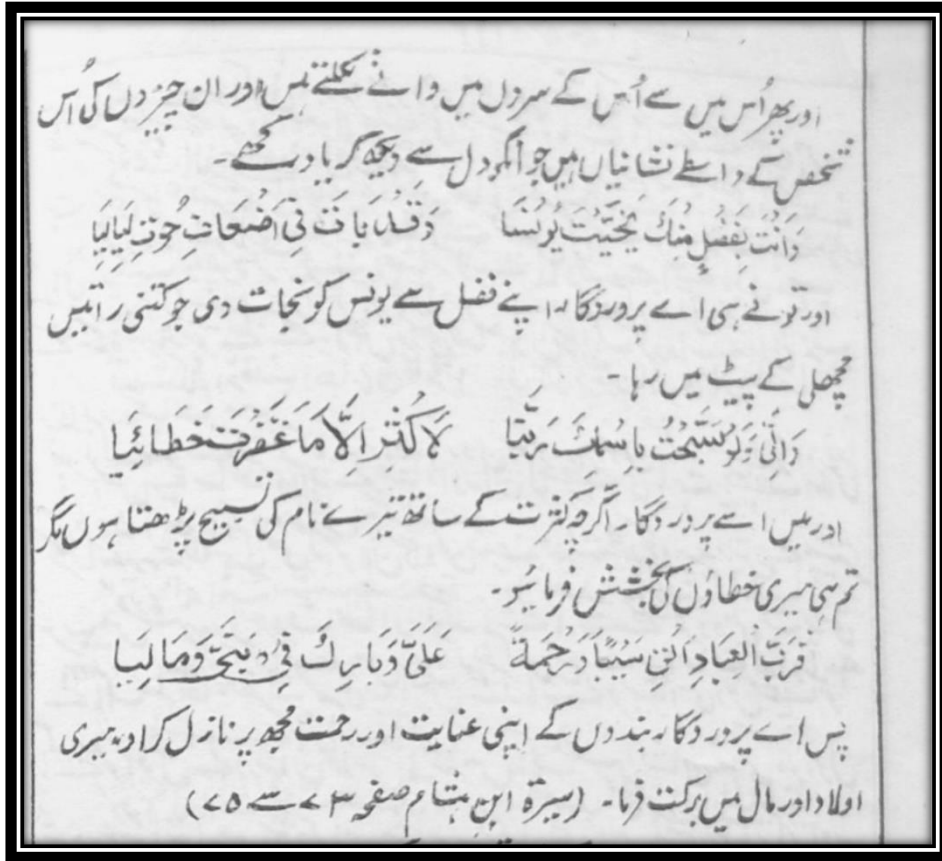 اور پھر اُس میں سے اُس کے سروں میں دانے نکلتے ہیں اور ان چیزوں کی اُس
شخص کے واسطے نشانیاں ہیں جو انکو دل سے دیکھ کر یاد رکھے۔
وَاَنْتَ بِفَضْلٍ مِنْكَ نَجَّيْتَ يُونُسَا وَقَدْ بَاتَ فِي اَضْعَافِ حُوتٍ لَيَالِيَا
اور تو نے ہی اے پروردگار اپنے فضل سے یونس کو نجات دی جو کتنی راتیں
مچھلی کے پیٹ میں رہا۔
وَاِنِّي وَلَوْ سَبَّحْتُ بِاسْمِكَ رَبَّنَا لَاُكْثِرُ اِلَّا مَا غَفَرْتَ خَطَائِيَا
اور میں اے پروردگار اگرچہ کثرت کے ساتھ تیرے نام کی تسبیح پڑھتا ہوں مگر
تم ہی میری خطاؤں کی بخشش فرمائیو۔
فَرَبَّ الْعِبَادِ اَلْقِ سَيْبًا وَرَحْمَةً عَلَيَّ وَبَارِكْ فِي بَنِيَّ وَمَالِيَا
پس اے پروردگار بندوں کے اپنی عنایت اور رحمت مجھ پر نازل کر اور میری
اولاد اور مال میں برکت فرما۔ (سیرۃ ابن ہشام صفحہ ۷۳ سے ۷۵)